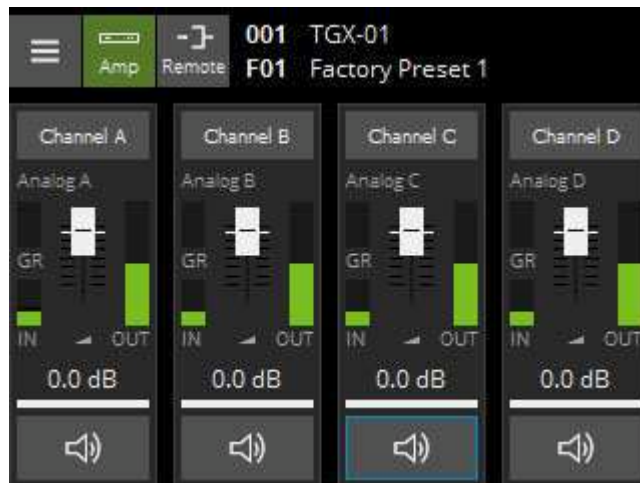 Amp
Remote
001 TGX-01
F01 Factory Preset 1
Channel A Channel B Channel C Channel D
Analog A Analog B Analog C Analog D
GR GR GR GR
IN OUT IN OUT IN OUT IN OUT
0.0 dB 0.0 dB 0.0 dB 0.0 dB